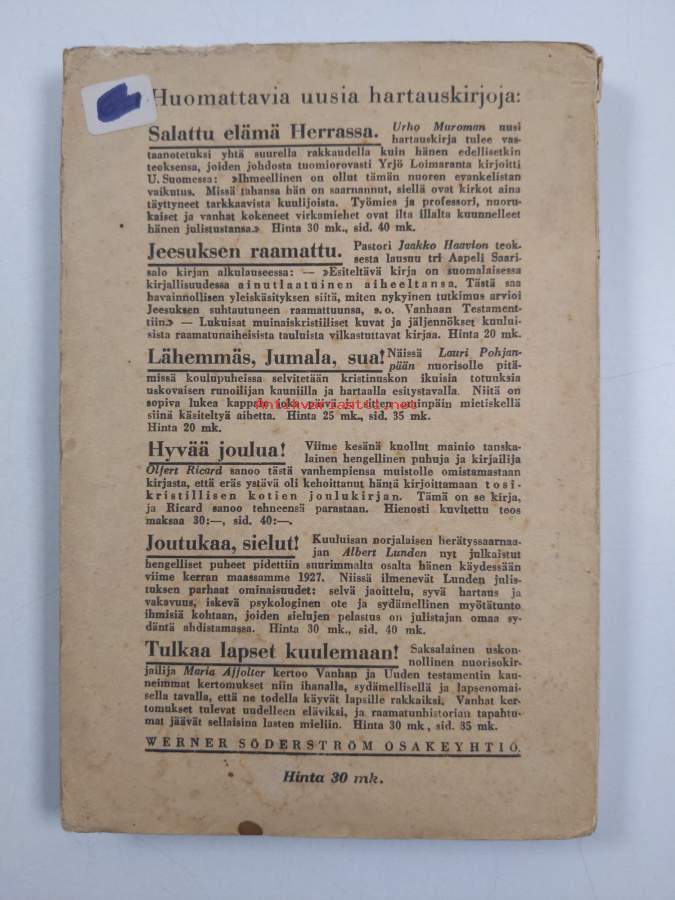 Huomattavia uusia hartauskirjoja:
Salattu elämä Herrassa. Urho Muroman uusi
hartauskirja tulee vas-
taanotetuksi yhtä suurella rakkaudella kuin hänen edellisetkin
teoksensa, joiden johdosta tuomiorovasti Yrjö Loimaranta kirjoitti
U. Suomessa: »Ihmeellinen on ollut tämän nuoren evankelistan
vaikutus. Missä tahansa hän on saarnannut, siellä ovat kirkot aina
täyttyneet tarkkaavista kuulijoista. Työmies ja professori, nuoru-
kaiset ja vanhat kokeneet virkamiehet ovat ilta illalta kuunnelleet
hänen julistustansa.» Hinta 30 mk., sid. 40 mk.
Jeesuksen raamattu. Pastori Jaakko Haavion teok-
sesta lausuu tri Aapeli Saari-
salo kirjan alkulauseessa: — »Esiteltävä kirja on suomalaisessa
kirjallisuudessa ainutlaatuinen aiheeltansa. Tästä saa
havainnollisen yleiskäsityksen siitä, miten nykyinen tutkimus arvioi
Jeesuksen suhtautuneen raamattuunsa, s. o. Vanhaan Testament-
tiin.» — Lukuisat muinaiskristilliset kuvat ja jäljennökset kuului-
sista raamatunaiheisista tauluista vilkastuttavat kirjaa. Hinta 20 mk.
Lähemmäs, Jumala, sua! Näissä Lauri Pohjan-
pään nuorisolle pitä-
missä koulupuheissa selvitetään kristinuskon ikuisia totuuksia
uskovaisen runoilijan kauniilla ja hartaalla esitystavalla. Niitä on
sopiva lukea kappale joka päivä ja sitten itsekinpäin mietiskellä
siinä käsiteltyä aihetta. Hinta 25 mk., sid. 35 mk.
Hinta 20 mk.
Antikvariaatti.net
Hyvää joulua! Viime kesänä kuollut mainio tanska-
lainen hengellinen puhuja ja kirjailija
Olfert Ricard sanoo tästä vanhempiensa muistolle omistamastaan
kirjasta, että eräs ystävä oli kehoittanut häntä kirjoittamaan tosi-
kristillisen kotien joulukirjan. Tämä on se kirja,
ja Ricard sanoo tehneensä parastaan. Hienosti kuvitettu teos
maksaa 30:—, sid. 40:—.
Joutukaa, sielut! Kuuluisan norjalaisen herätyssaarnaa-
jan Albert Lunden nyt julkaistut
hengelliset puheet pidettiin suurimmalta osalta hänen käydessään
viime kerran maassamme 1927. Niissä ilmenevät Lunden julis-
tuksen parhaat ominaisuudet: selvä jaoittelu, syvä hartaus ja
vakavuus, iskevä psykologinen ote ja sydämellinen myötätunto
ihmisiä kohtaan, joiden sielujen pelastus on julistajan omaa sy-
däntä ahdistamassa. Hinta 30 mk., sid. 40 mk.
Tulkaa lapset kuulemaan! Saksalainen uskon-
nollinen nuorisokir-
jailija Maria Affolter kertoo Vanhan ja Uuden testamentin kau-
neimmat kertomukset niin ihanalla, sydämellisellä ja lapsenomai-
sella tavalla, että ne todella käyvät lapsille rakkaiksi. Vanhat ker-
tomukset tulevat uudelleen eläviksi, ja raamatunhistorian tapahtu-
mat jäävät sellaisina lasten mieliin. Hinta 30 mk, sid. 35 mk.
WERNER SÖDERSTRÖM OSAKEYHTIÖ.
Hinta 30 mk.